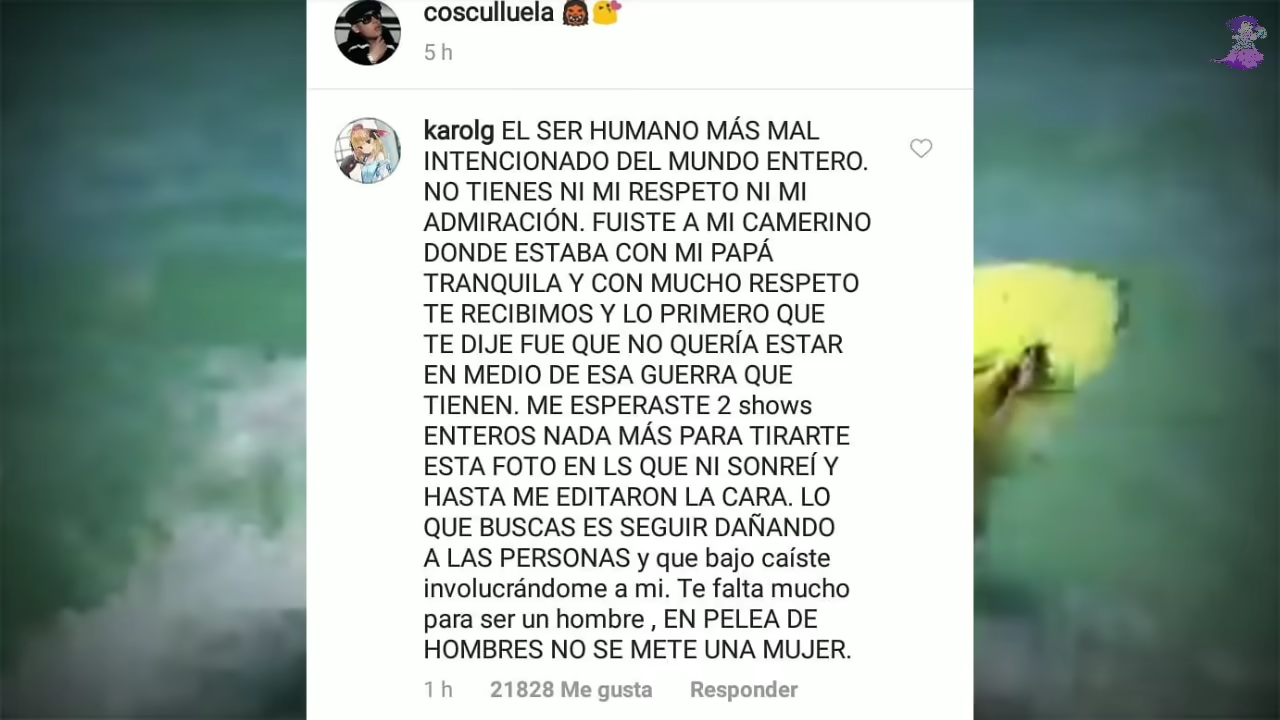 cosculluela 👹😘
5 h
karolg EL SER HUMANO MÁS MAL
INTENCIONADO DEL MUNDO ENTERO.
NO TIENES NI MI RESPETO NI MI
ADMIRACIÓN. FUISTE A MI CAMERINO
DONDE ESTABA CON MI PAPÁ
TRANQUILA Y CON MUCHO RESPETO
TE RECIBIMOS Y LO PRIMERO QUE
TE DIJE FUE QUE NO QUERÍA ESTAR
EN MEDIO DE ESA GUERRA QUE
TIENEN. ME ESPERASTE 2 shows
ENTEROS NADA MÁS PARA TIRARTE
ESTA FOTO EN LS QUE NI SONREÍ Y
HASTA ME EDITARON LA CARA. LO
QUE BUSCAS ES SEGUIR DAÑANDO
A LAS PERSONAS y que bajo caíste
involucrándome a mi. Te falta mucho
para ser un hombre , EN PELEA DE
HOMBRES NO SE METE UNA MUJER.
1 h 21828 Me gusta Responder